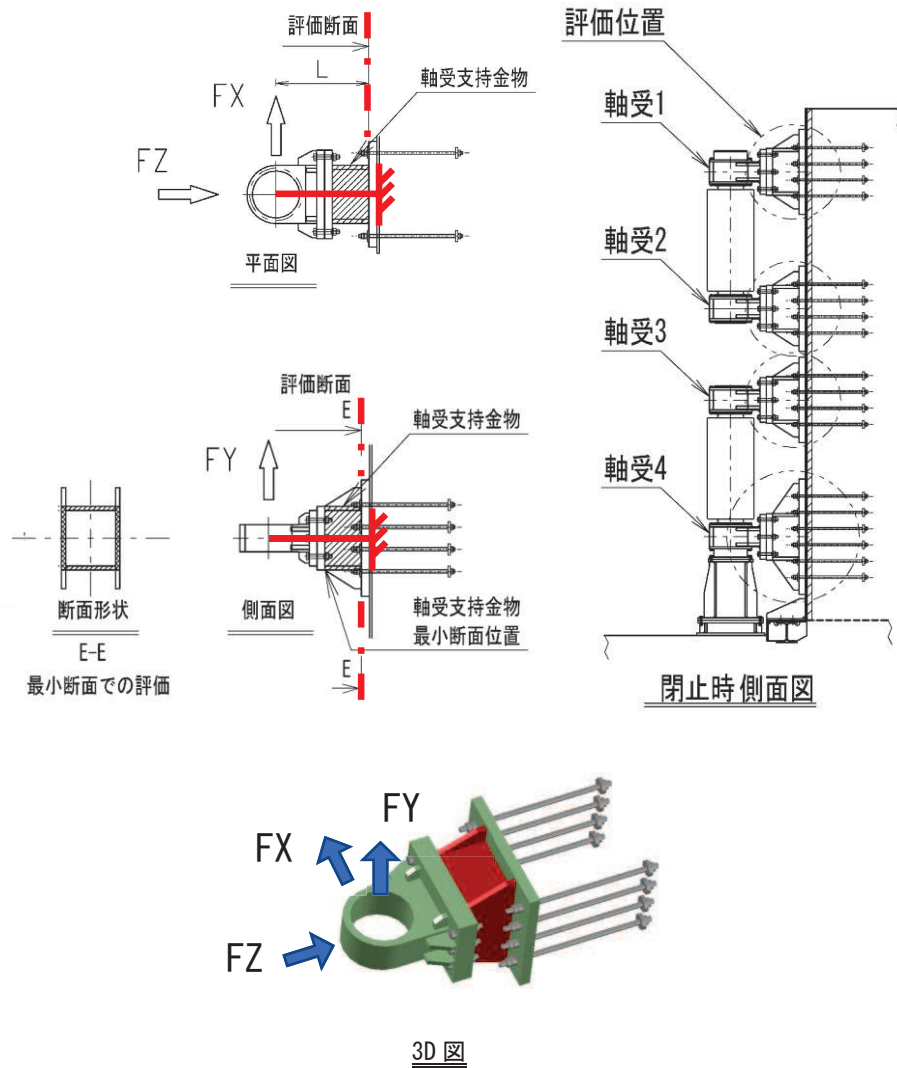 評価断面
L
軸受支持金物
FX
FZ
平面図
評価断面
E
軸受支持金物
FY
断面形状
E-E
最小断面での評価
側面図
軸受支持金物
最小断面位置
E
評価位置
軸受1
軸受2
軸受3
軸受4
閉止時側面図
FY
FX
FZ
3D 図